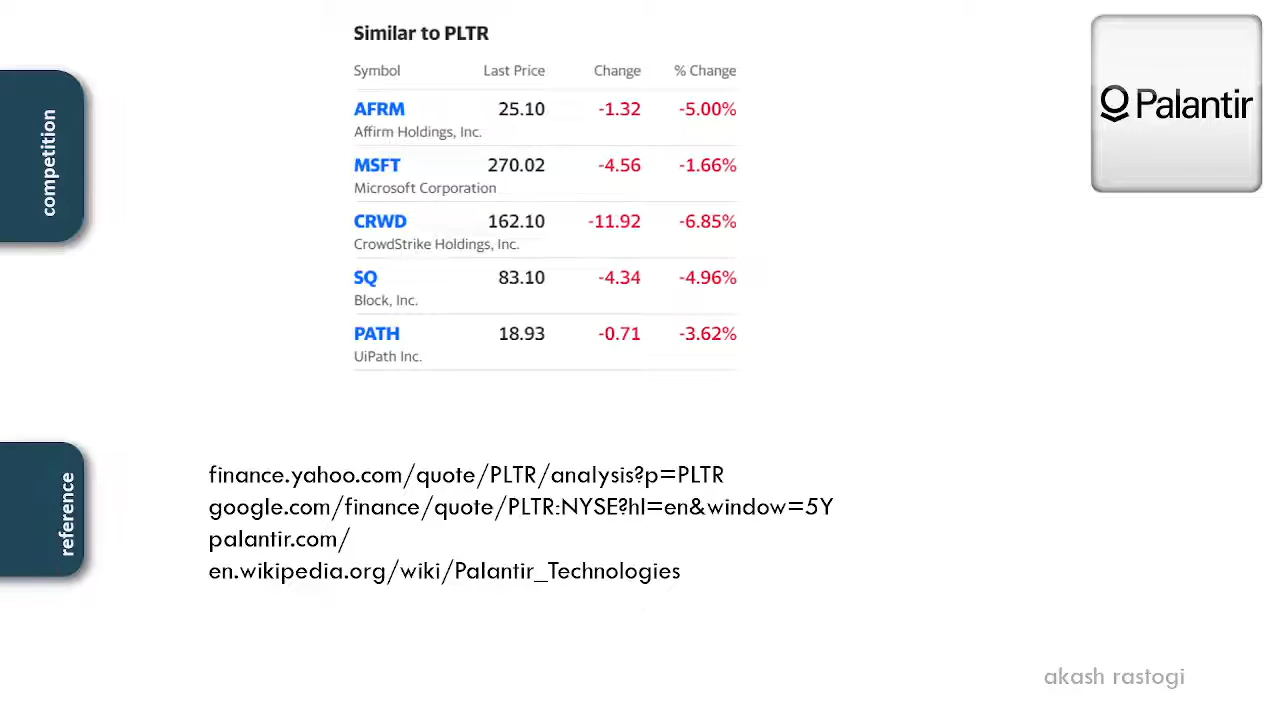 Similar to PLTR
Symbol Last Price Change % Change
AFRM 25.10 -1.32 -5.00%
Affirm Holdings, Inc.
MSFT 270.02 -4.56 -1.66%
Microsoft Corporation
CRWD 162.10 -11.92 -6.85%
CrowdStrike Holdings, Inc.
SQ 83.10 -4.34 -4.96%
Block, Inc.
PATH 18.93 -0.71 -3.62%
UiPath Inc.
Palantir
competition
reference
finance.yahoo.com/quote/PLTR/analysis?p=PLTR
google.com/finance/quote/PLTR:NYSE?hl=en&window=5Y
palantir.com/
en.wikipedia.org/wiki/Palantir_Technologies
akash rastogi